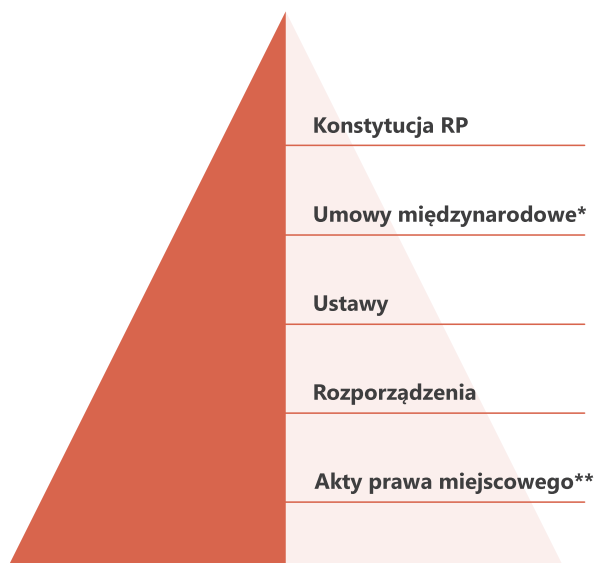 Konstytucja RP
Umowy międzynarodowe*
Ustawy
Rozporządzenia
Akty prawa miejscowego**